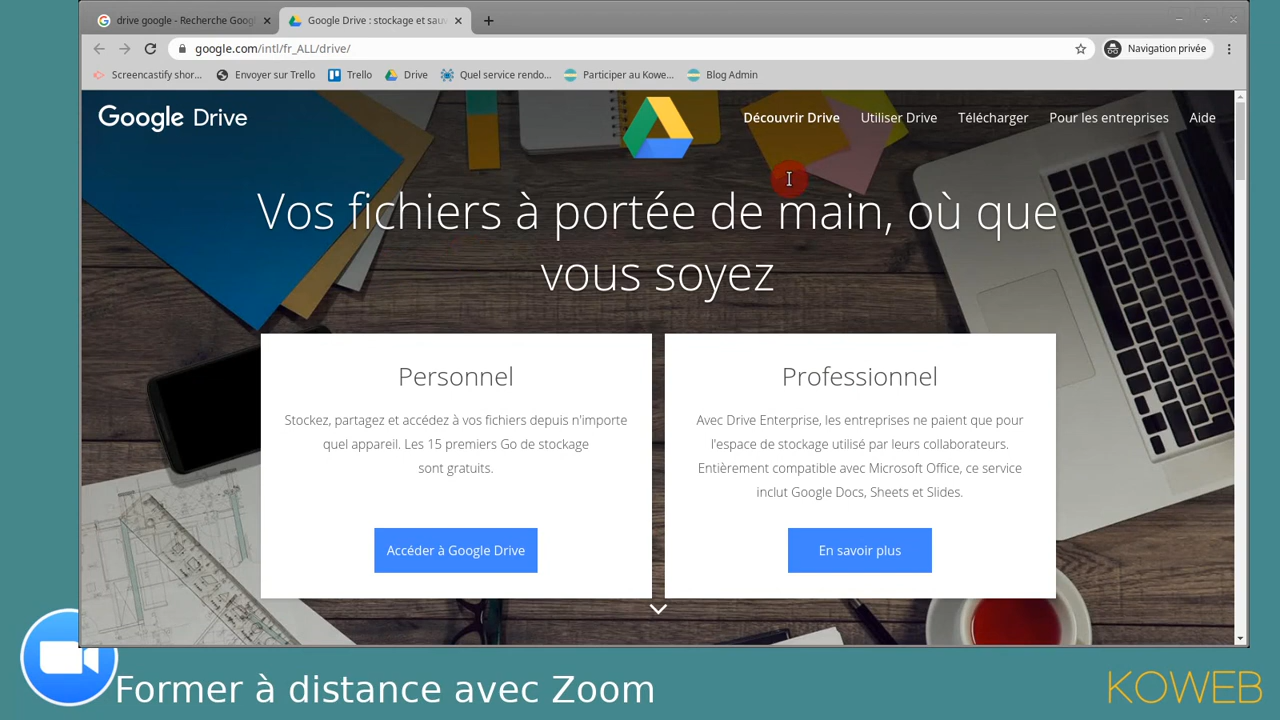 drive google - Recherche Goog
Google Drive : stockage et sau
google.com/intl/fr_ALL/drive/
Navigation privée
Screencastify shor...
Envoyer sur Trello
Trello
Drive
Quel service rendo...
Participer au Kowe...
Blog Admin
Google Drive
Découvrir Drive
Utiliser Drive
Télécharger
Pour les entreprises
Aide
Vos fichiers à portée de main, où que
vous soyez
Personnel
Stockez, partagez et accédez à vos fichiers depuis n'importe
quel appareil. Les 15 premiers Go de stockage
sont gratuits.
Accéder à Google Drive
Professionnel
Avec Drive Enterprise, les entreprises ne paient que pour
l'espace de stockage utilisé par leurs collaborateurs.
Entièrement compatible avec Microsoft Office, ce service
inclut Google Docs, Sheets et Slides.
En savoir plus
Former à distance avec Zoom
KOWEB